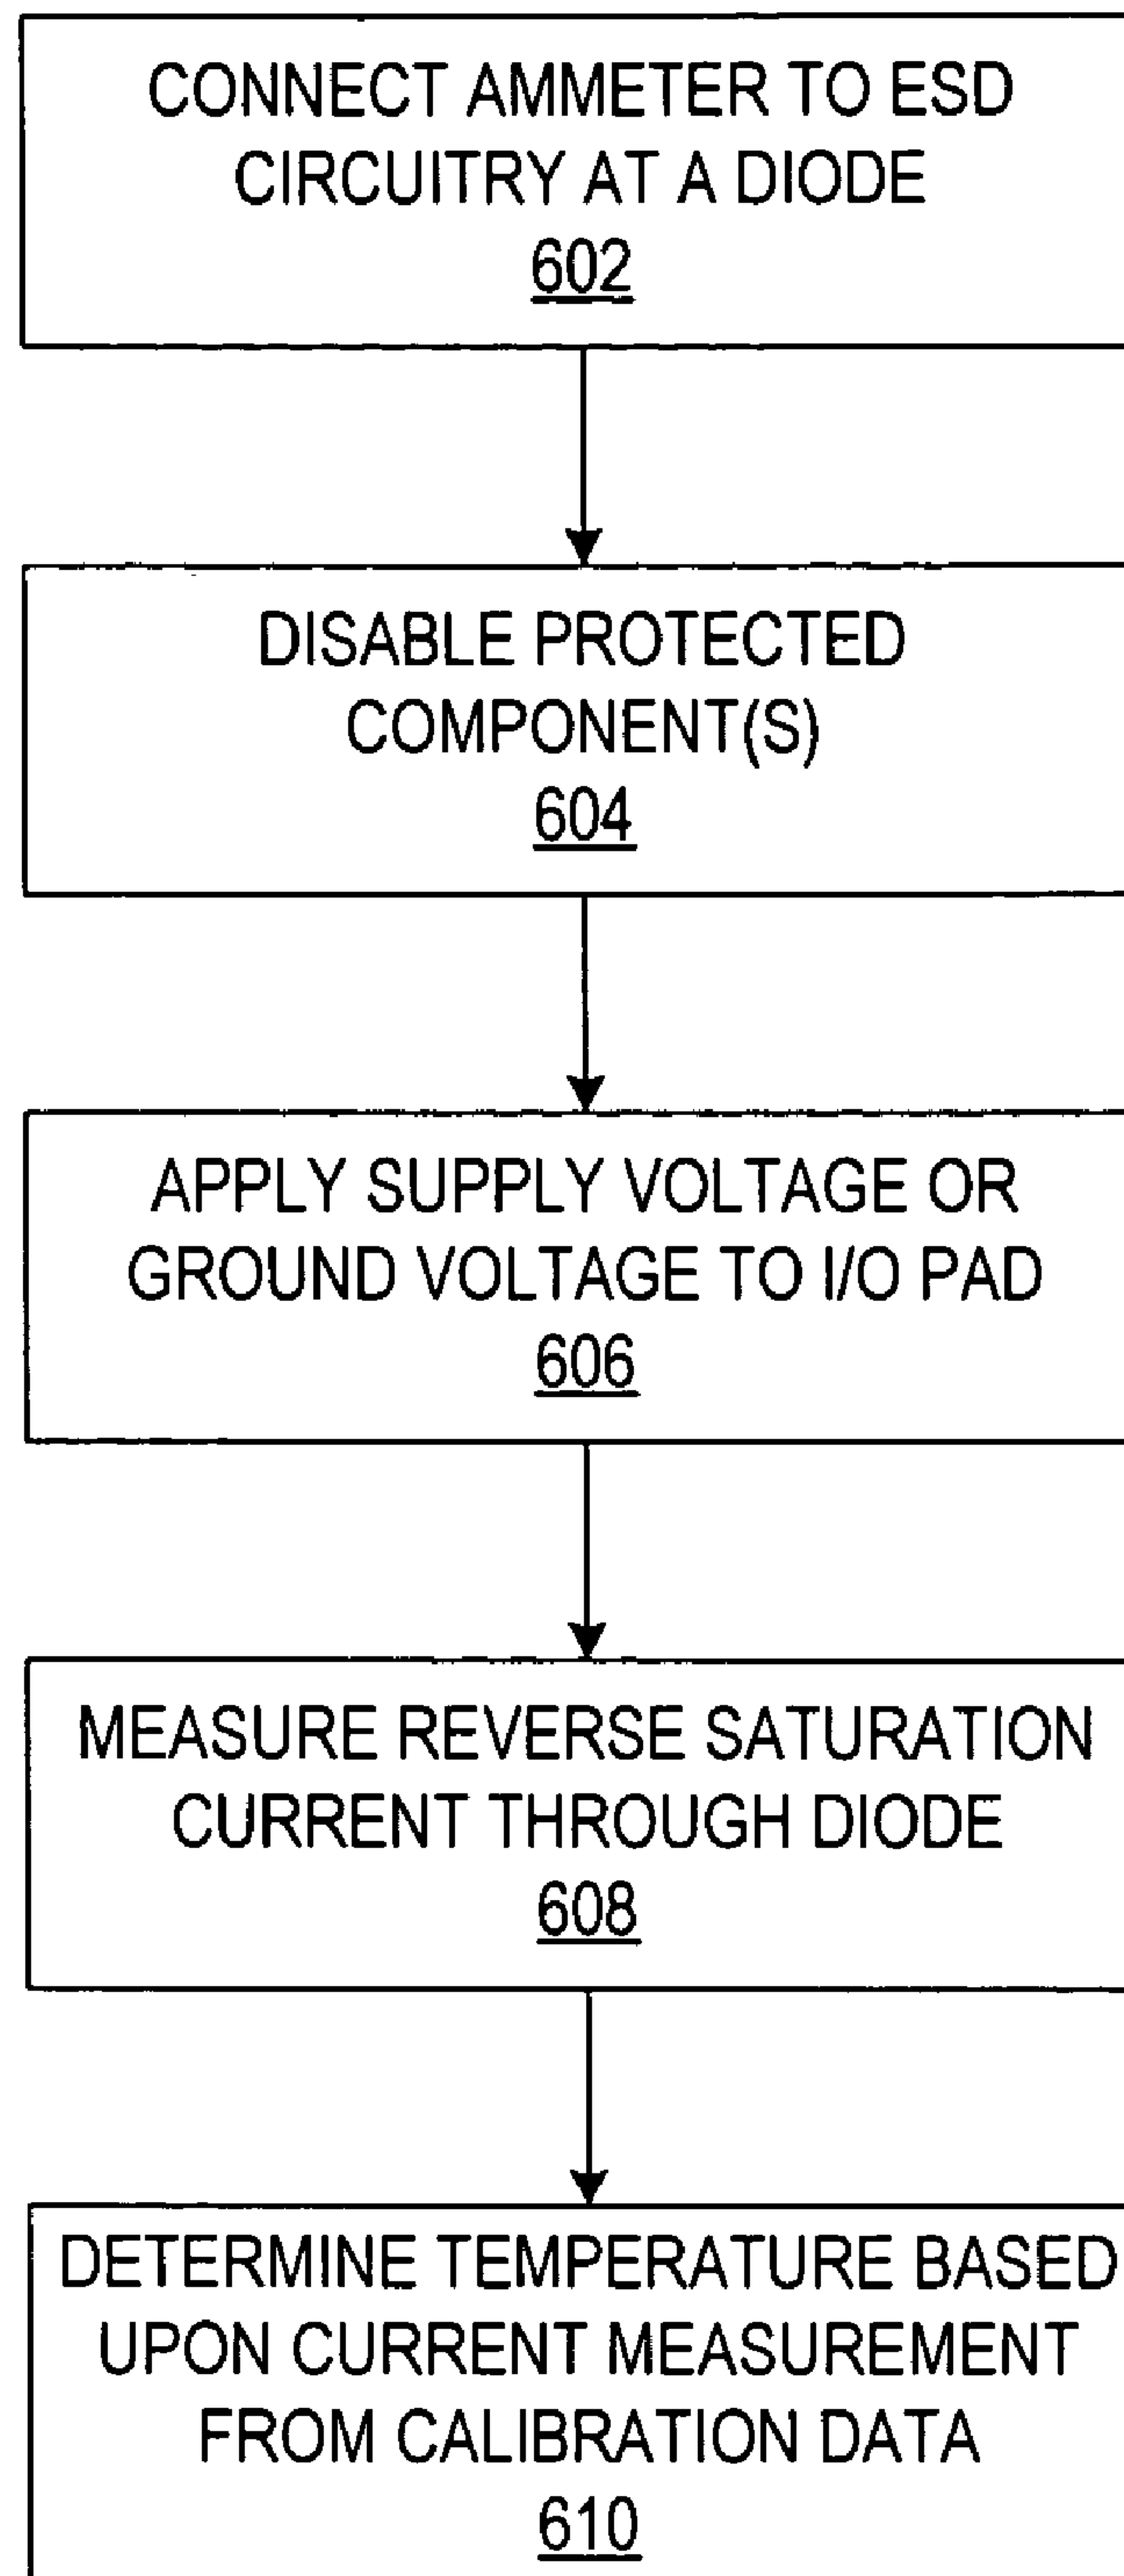 CONNECT AMMETER TO ESD
CIRCUITRY AT A DIODE
602
DISABLE PROTECTED
COMPONENT(S)
604
APPLY SUPPLY VOLTAGE OR
GROUND VOLTAGE TO I/O PAD
606
MEASURE REVERSE SATURATION
CURRENT THROUGH DIODE
608
DETERMINE TEMPERATURE BASED
UPON CURRENT MEASUREMENT
FROM CALIBRATION DATA
610